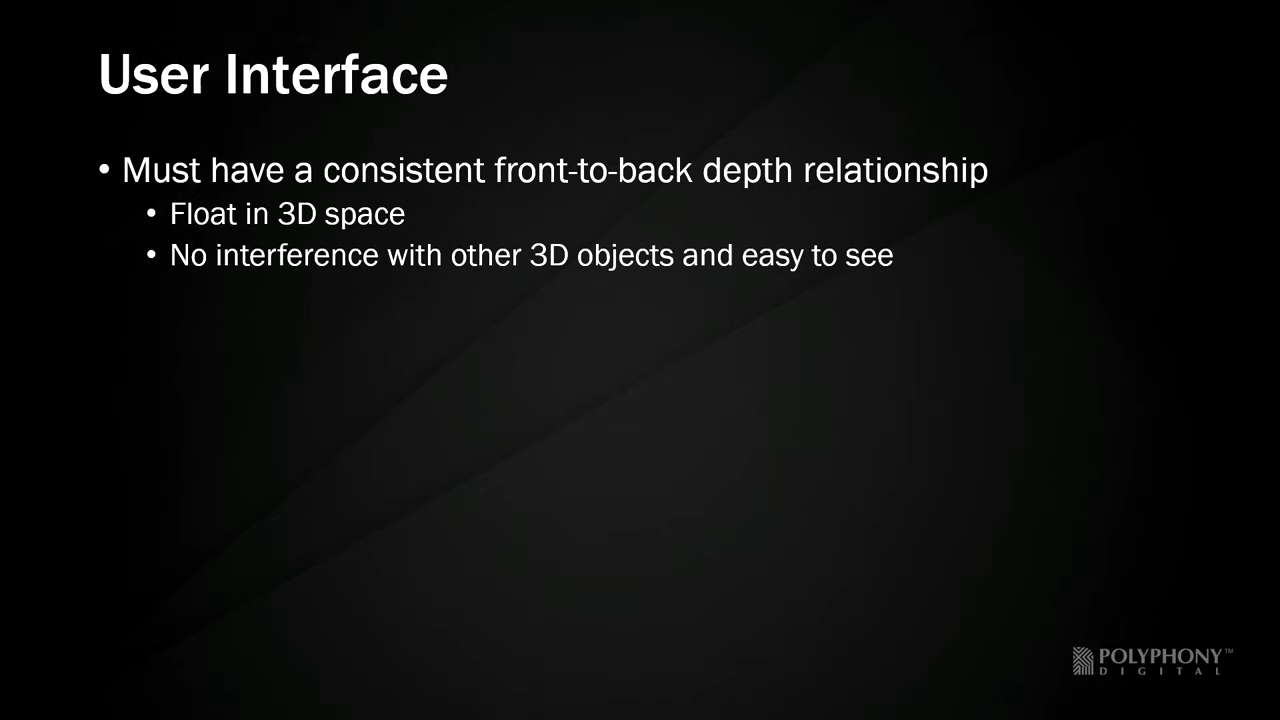 User Interface
• Must have a consistent front-to-back depth relationship
• Float in 3D space
• No interference with other 3D objects and easy to see
POLYPHONY™
DIGITAL